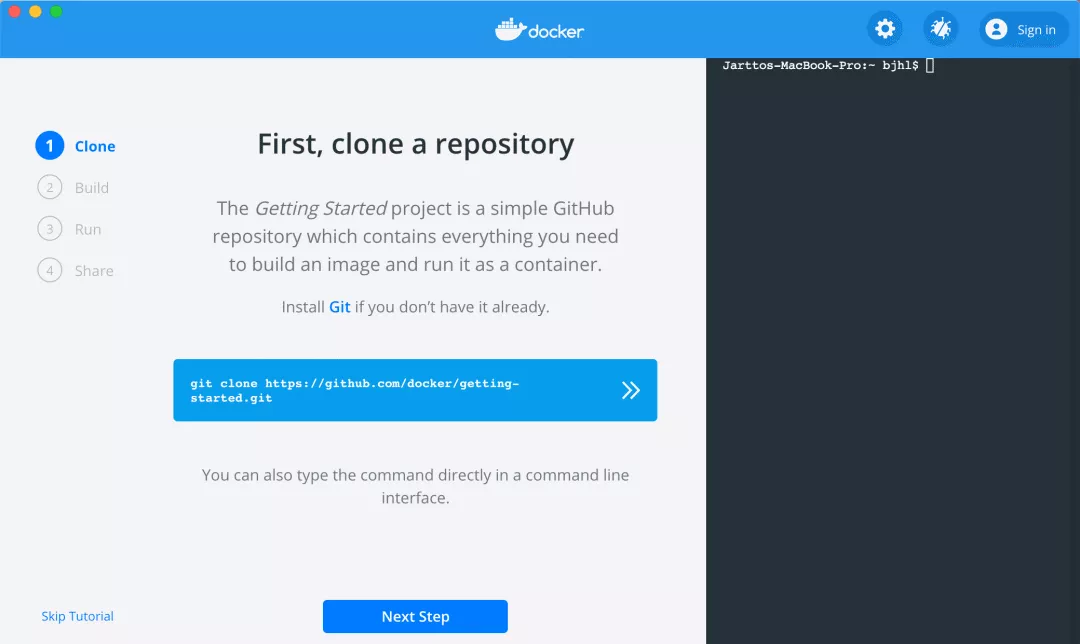 docker
Sign in
1 Clone
2 Build
3 Run
4 Share
First, clone a repository
The Getting Started project is a simple GitHub
repository which contains everything you need
to build an image and run it as a container.
Install Git if you don’t have it already.
git clone https://github.com/docker/getting-
started.git
You can also type the command directly in a command line
interface.
Skip Tutorial
Next Step
Jarttos-MacBook-Pro:~ bjhl$